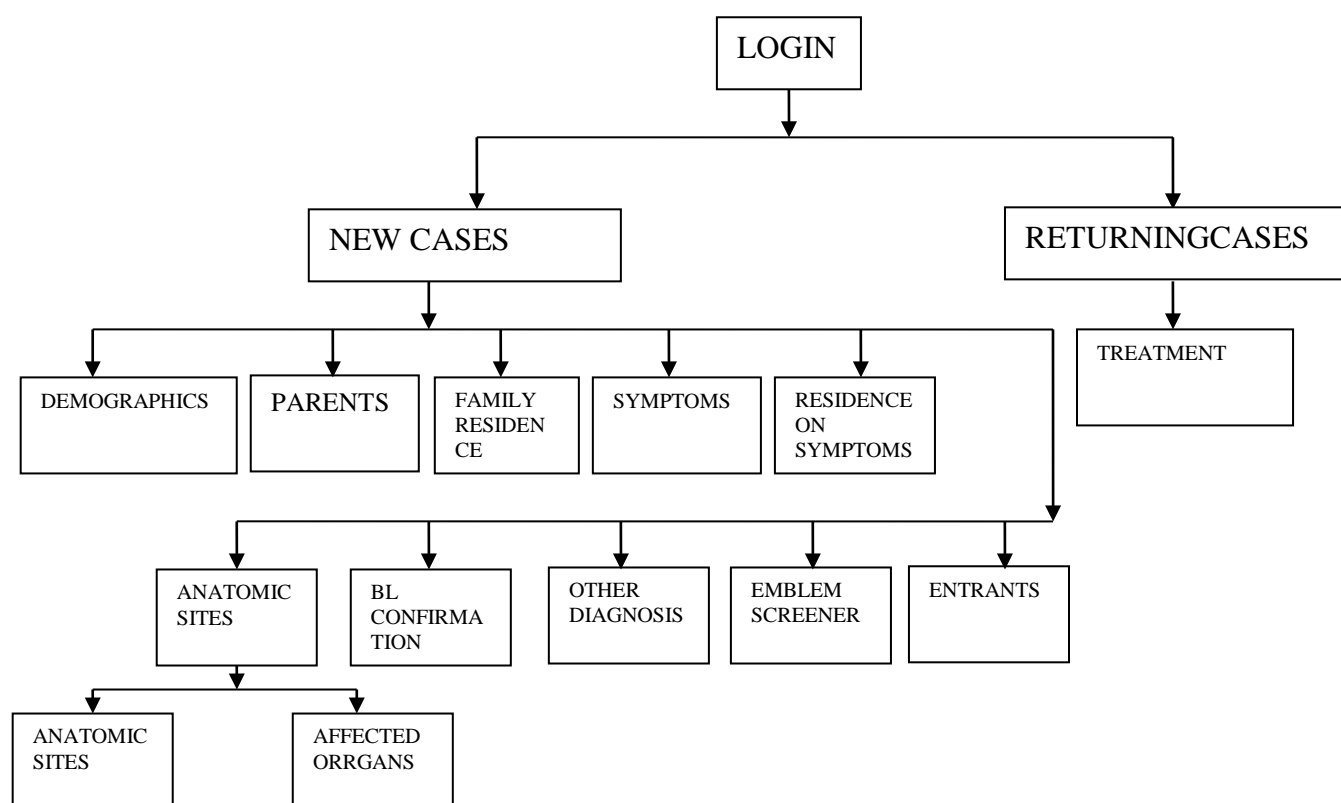 LOGIN
NEW CASES
RETURNINGCASES
DEMOGRAPHICS
PARENTS
FAMILY
RESIDEN
CE
SYMPTOMS
RESIDENCE
ON
SYMPTOMS
TREATMENT
ANATOMIC
SITES
BL
CONFIRMA
TION
OTHER
DIAGNOSIS
EMBLEM
SCREENER
ENTRANTS
ANATOMIC
SITES
AFFECTED
ORRGANS